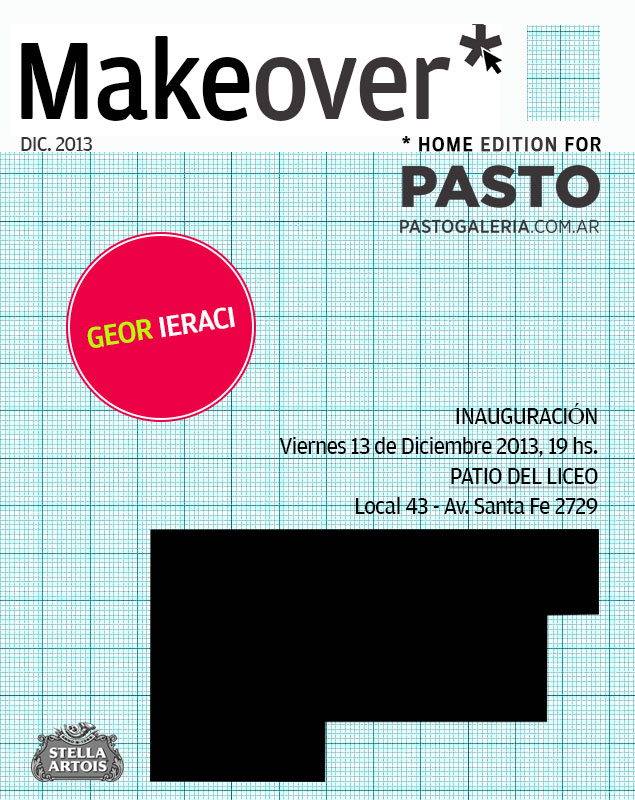 Makeover*
DIC. 2013
* HOME EDITION FOR
PASTO
PASTOGALERIA.COM.AR
GEOR IERACI
INAUGURACIÓN
Viernes 13 de Diciembre 2013, 19 hs.
PATIO DEL LICEO
Local 43 - Av. Santa Fe 2729
STELLA
ARTOIS